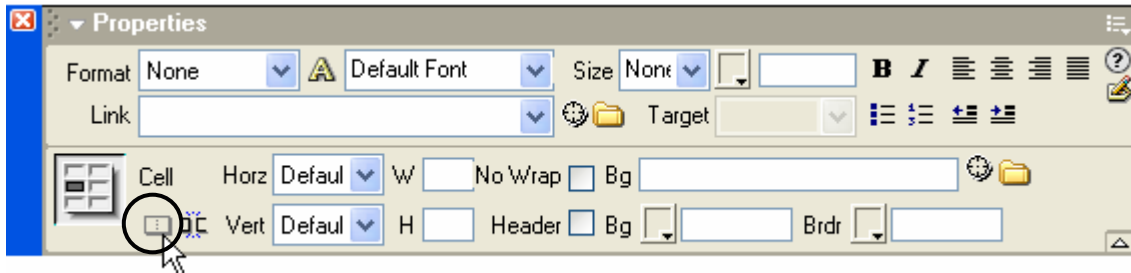 Properties
Format None A Default Font Size None B I
Link Target
Cell Horz Defaul W No Wrap Bg
Vert Defaul H Header Bg Brdr